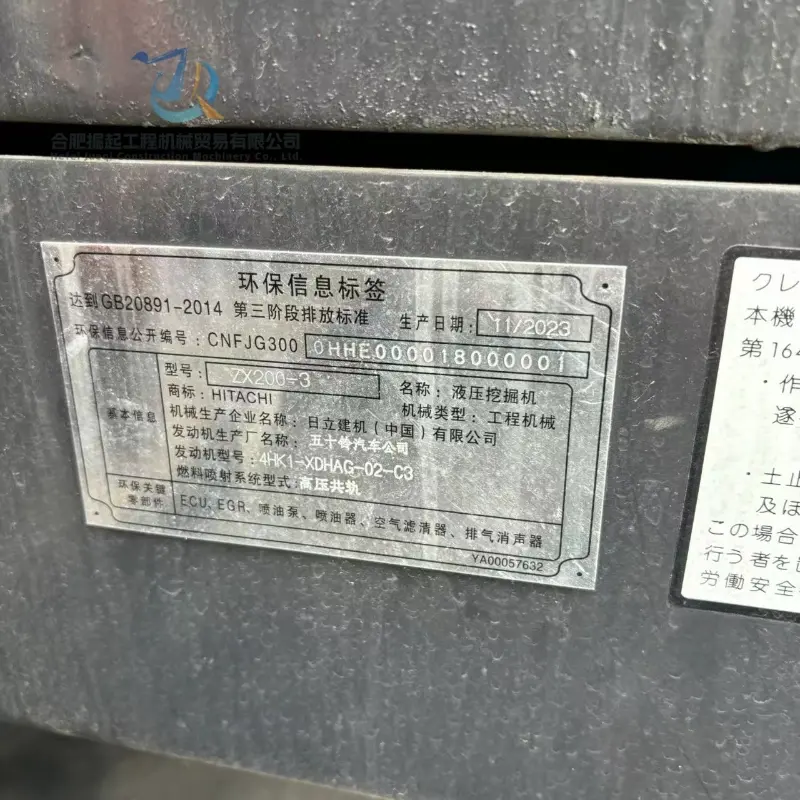 合肥掘起工程机械贸易有限公司
Hefei Jueqi Construction Machinery Co., Ltd.
环保信息标签
达到GB20891-2014 第三阶段排放标准 生产日期: 11/2023
环保信息公开编号: CNFJG300 0HHE0000018000001
基本信息
型号: ZX200-3 名称: 液压挖掘机
商标: HITACHI 机械类型: 工程机械
机械生产企业名称: 日立建机(中国)有限公司
发动机生产厂名称: 五十铃汽车公司
发动机型号: 4HK1-XDHAG-02-C3
燃料喷射系统型式: 高压共轨
环保关键
零部件
ECU、EGR、喷油泵、喷油器、空气滤清器、排气消声器
YA00057632
クレ
本機
第164
・作
遂
・土止
及ほ
この場合
行う者を
労働安全